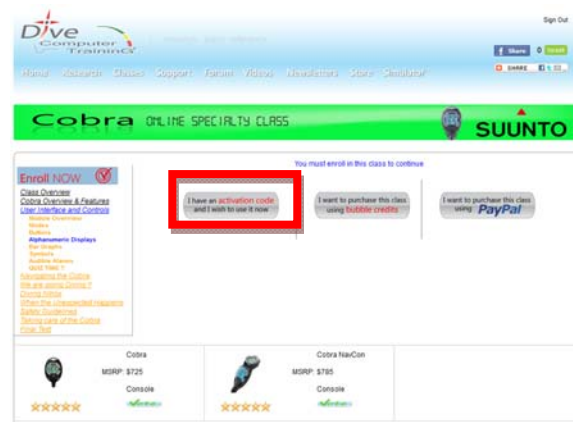 Sign Out
Dive
Computer
Training
Share 0 tweet
SHARE
Home Research Classes Support Forum Videos Newsletters Store Simulator
Cobra ONLINE SPECIALTY CLASS
SUUNTO
You must enroll in this class to continue
Enroll NOW
Class Overview
Cobra Overview & Features
User Interface and Controls
Module Overview
Modes
Buttons
Alphanumeric Displays
Bar Graphs
Symbols
Audible Alarms
QUIZ TIME !!
Navigating the Cobra
We are going Diving !!
Diving Nitrox
When the Unexpected Happens
Safety Guidelines
Taking care of the Cobra
Final Test
I have an activation code
and I wish to use it now
I want to purchase this class
using bubble credits
I want to purchase this class
using PayPal
Cobra
MSRP: $725
Console
Cobra NavCon
MSRP: $785
Console